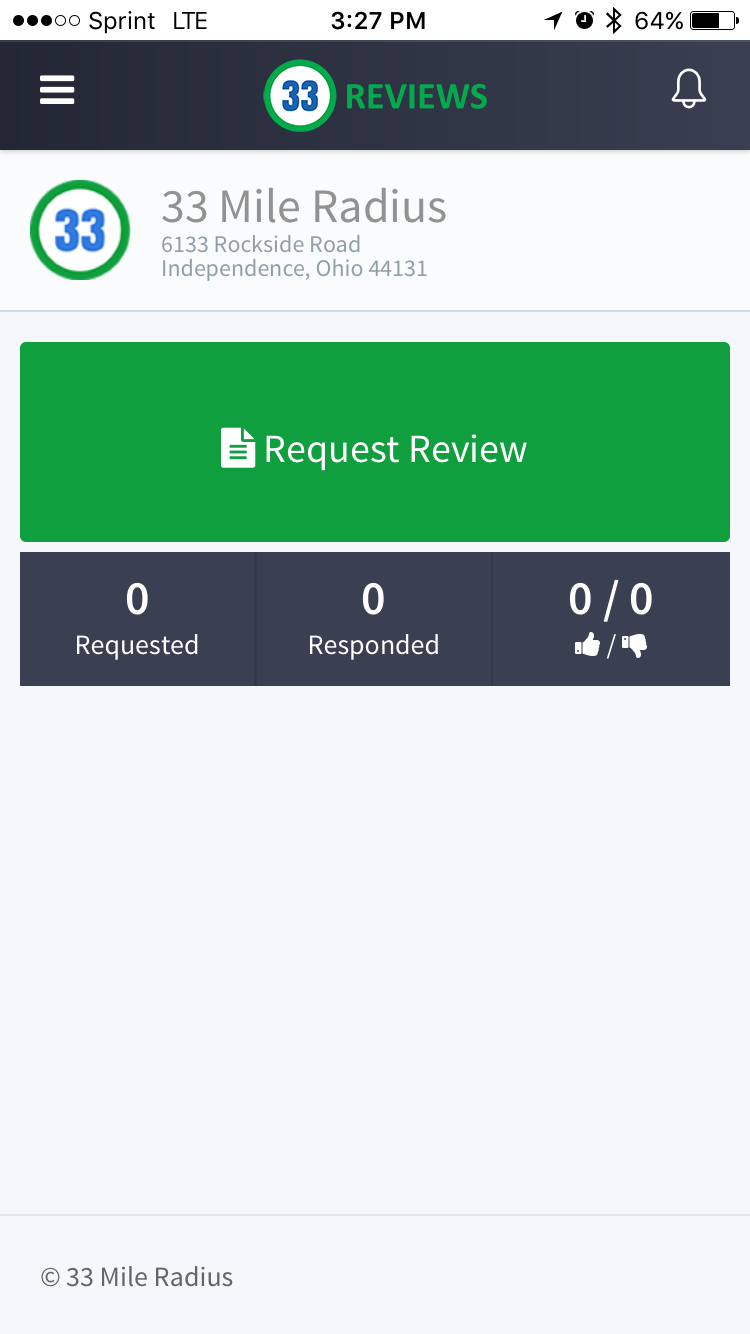 Sprint LTE 3:27 PM 64%
33 REVIEWS
33
33 Mile Radius
6133 Rockside Road
Independence, Ohio 44131
Request Review
0 0 0 / 0
Requested Responded /
© 33 Mile Radius